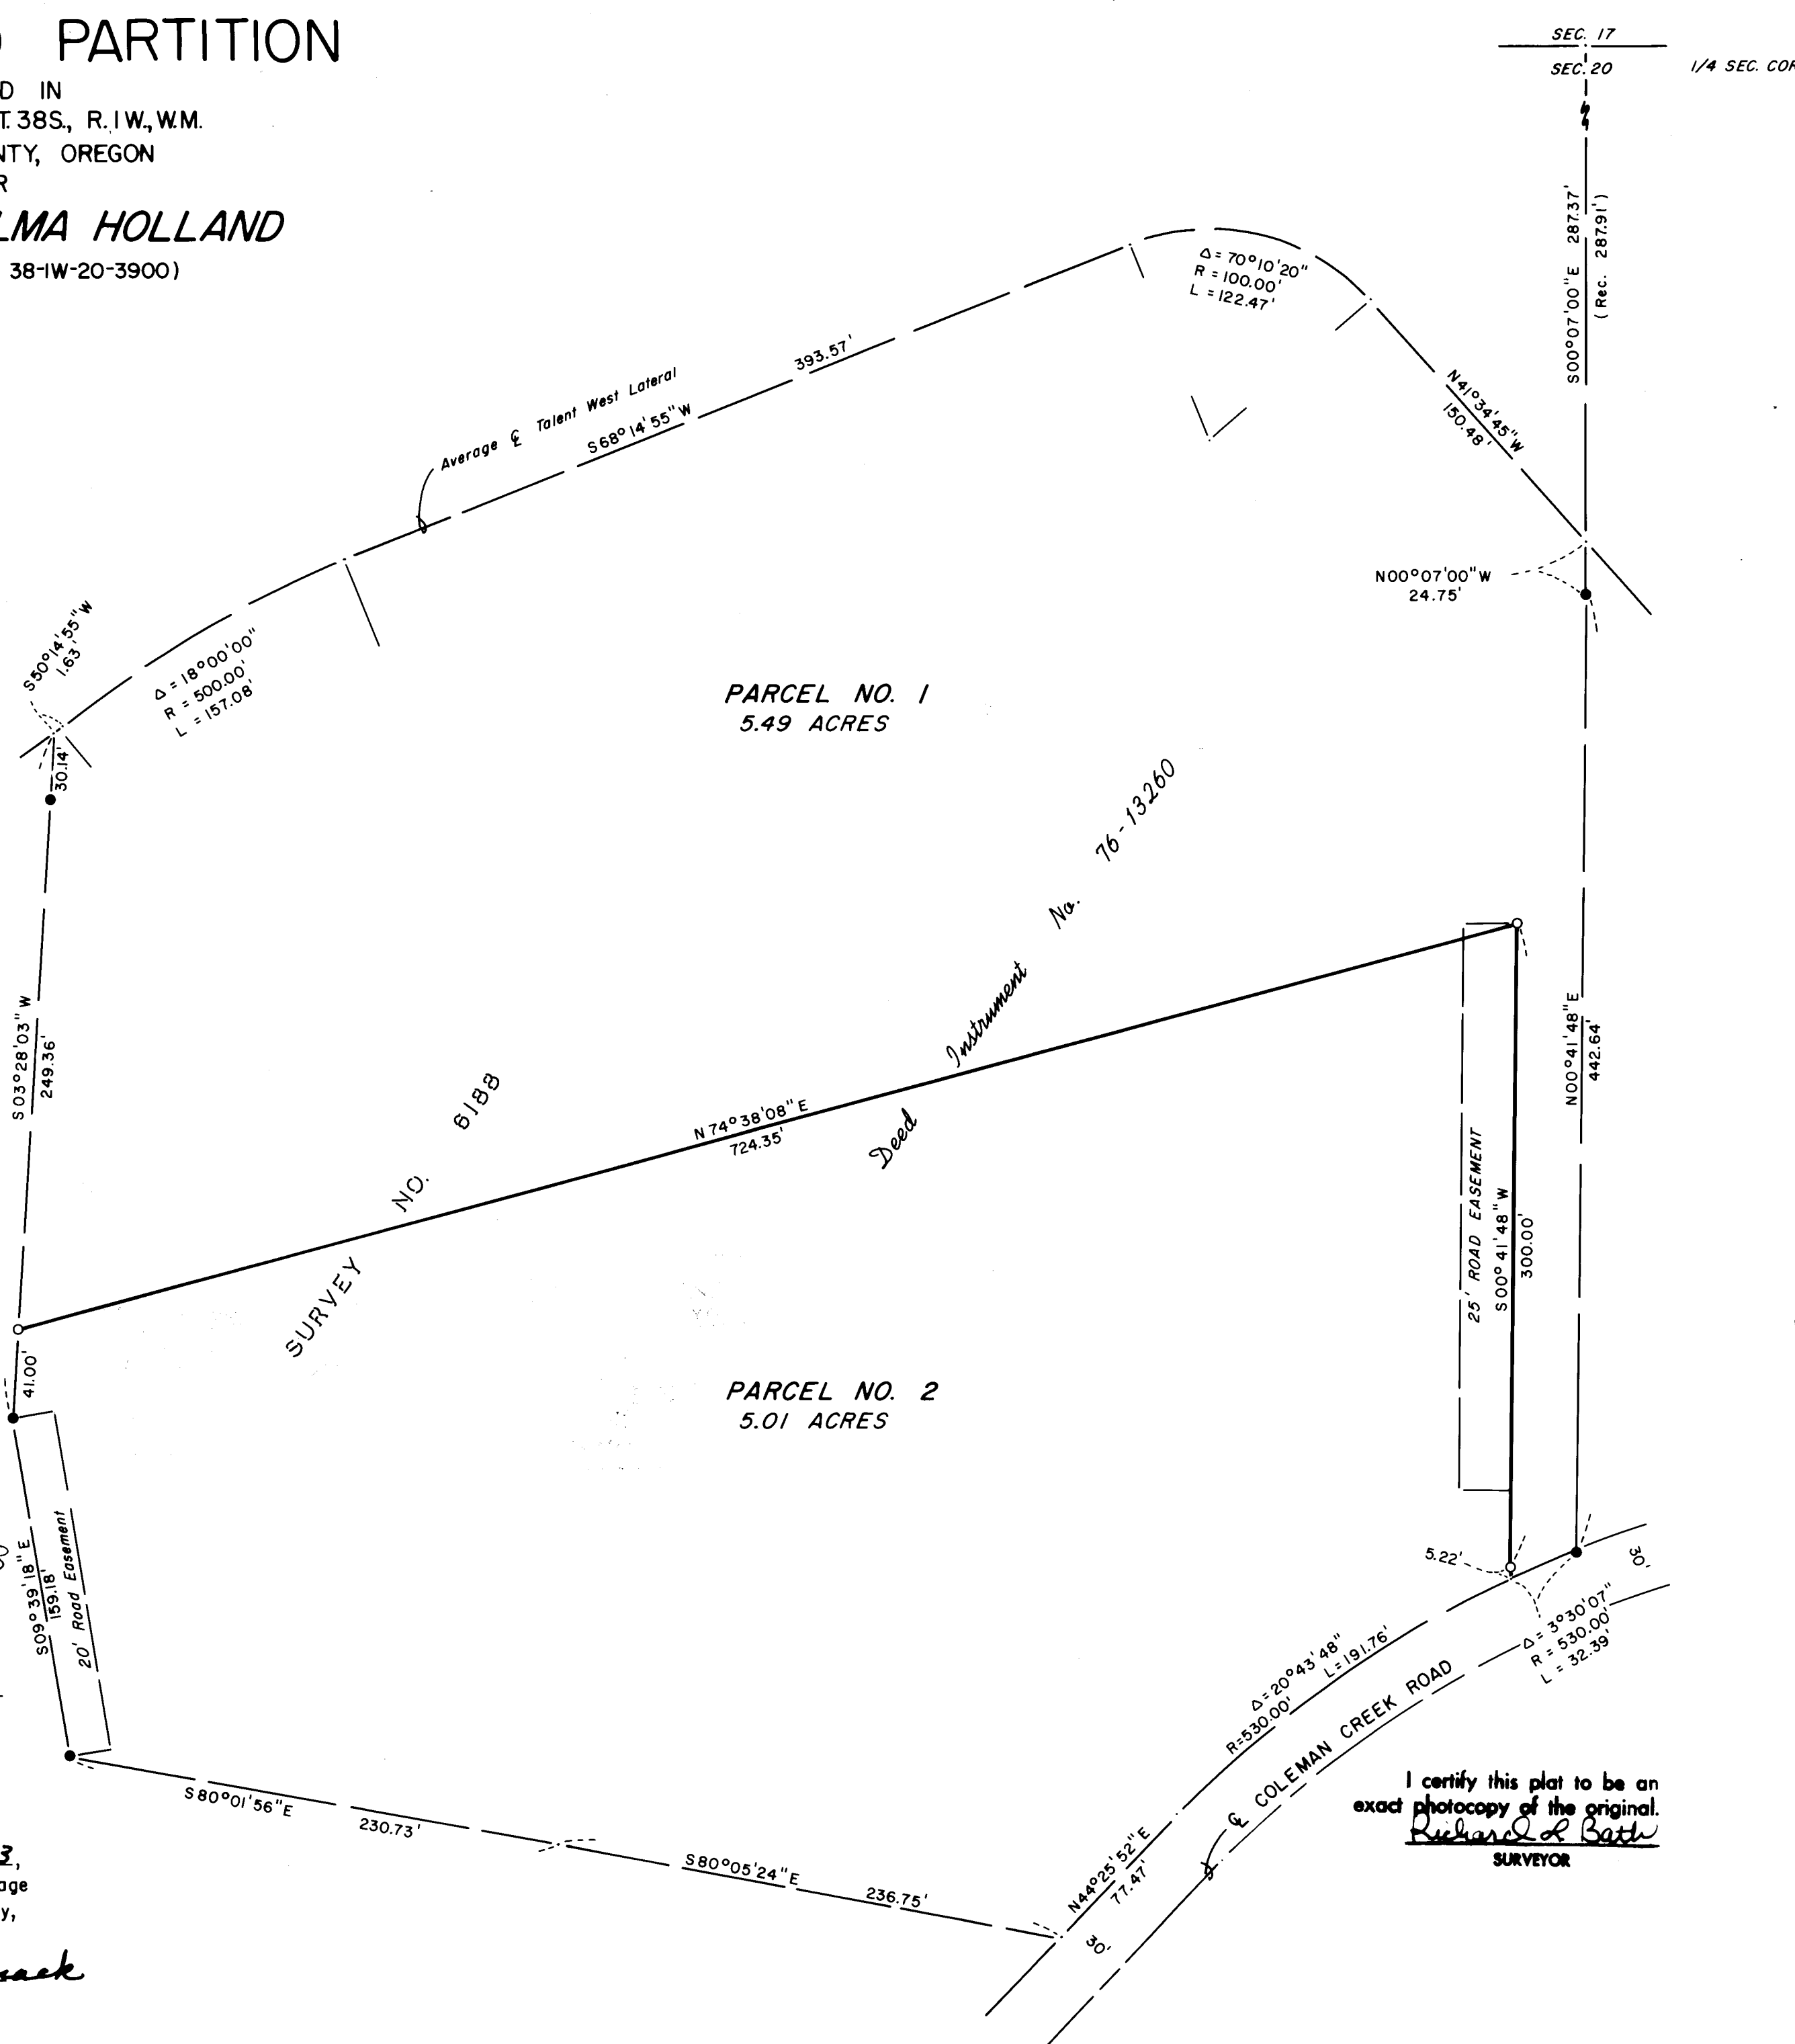 PARTITION
D IN
T. 38S., R. 1W., W.M.
NTY, OREGON
R
LMA HOLLAND
38-1W-20-3900)
SEC. 17
SEC. 20
1/4 SEC. COR
S00°07'00"E 287.37'
(Rec. 287.91')
Δ = 70°10'20"
R = 100.00'
L = 122.47'
393.57'
Average ℄ Talent West Lateral
S68°14'55"W
N41°34'45"W
150.48'
N00°07'00"W
24.75'
S50°14'55"W
1.63'
Δ = 18°00'00"
R = 500.00'
L = 157.08'
30.14'
PARCEL NO. 1
5.49 ACRES
Deed Instrument No. 76-13260
S03°28'03"W
249.36'
SURVEY NO. 6188
N74°38'08"E
724.35'
N00°41'48"E
442.64'
25' ROAD EASEMENT
S00°41'48"W
300.00'
41.00'
PARCEL NO. 2
5.01 ACRES
S09°39'18"E
159.18'
20' Road Easement
5.22'
30'
Δ = 3°30'07"
R = 530.00'
L = 32.39'
Δ = 20°43'48"
R = 530.00'
L = 191.76'
℄ COLEMAN CREEK ROAD
S80°01'56"E
230.73'
S80°05'24"E
236.75'
N44°25'52"E
77.47'
30'
I certify this plat to be an
exact photocopy of the original.
Richard L Bath
SURVEYOR
3,
age
y,